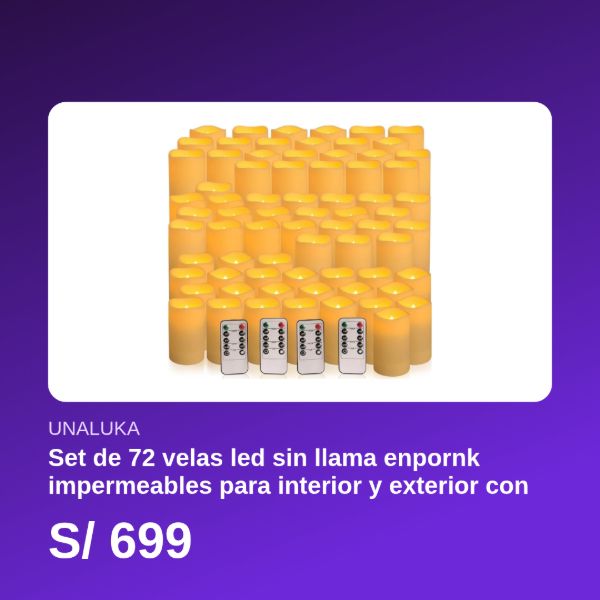 UNALUKA
Set de 72 velas led sin llama enpornk
impermeables para interior y exterior con
S/ 699